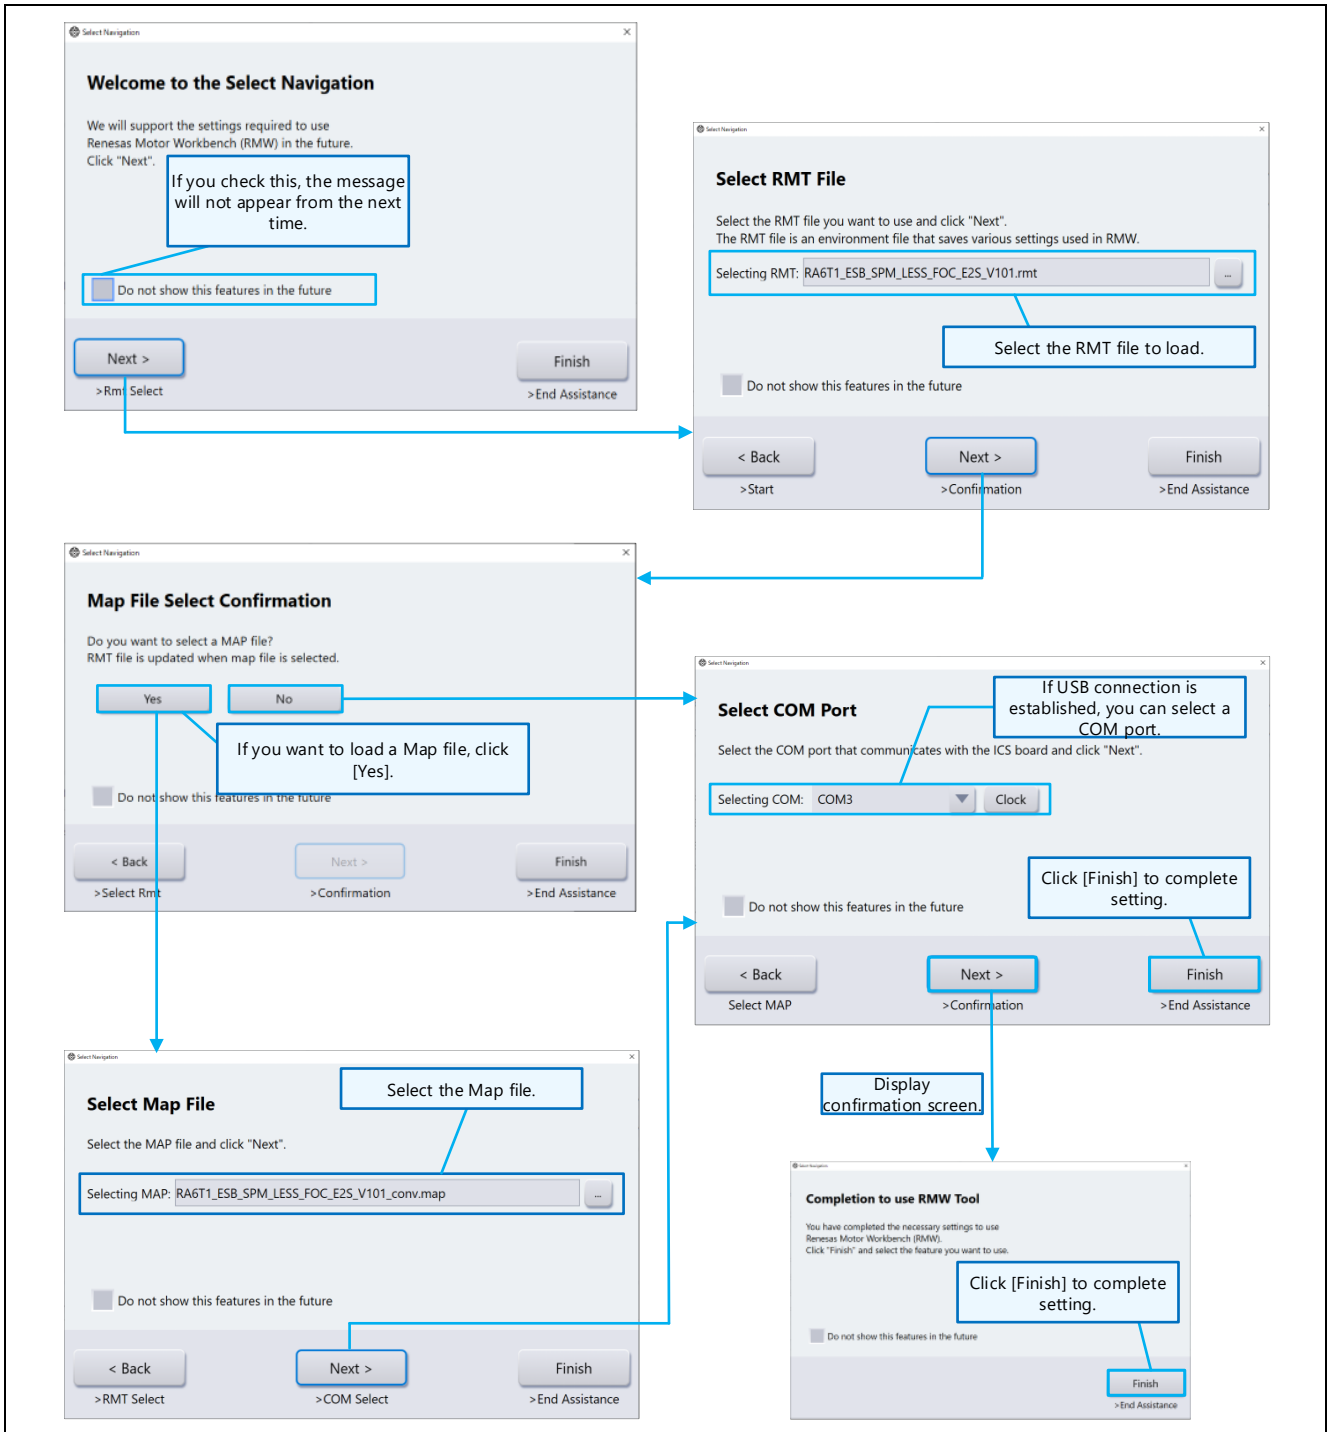 Select Navigation
Welcome to the Select Navigation
We will support the settings required to use
Renesas Motor Workbench (RMW) in the future.
Click "Next".
If you check this, the message
will not appear from the next
time.
Do not show this features in the future
Next >
>Rmt Select
Finish
>End Assistance
Select Navigation
Select RMT File
Select the RMT file you want to use and click "Next".
The RMT file is an environment file that saves various settings used in RMW.
Selecting RMT: RA6T1_ESB_SPM_LESS_FOC_E2S_V101.rmt ...
Select the RMT file to load.
Do not show this features in the future
< Back
>Start
Next >
>Confirmation
Finish
>End Assistance
Select Navigation
Map File Select Confirmation
Do you want to select a MAP file?
RMT file is updated when map file is selected.
Yes
No
If you want to load a Map file, click
[Yes].
Do not show this features in the future
< Back
>Select Rmt
Next >
>Confirmation
Finish
>End Assistance
Select Navigation
Select COM Port
If USB connection is
established, you can select a
COM port.
Select the COM port that communicates with the ICS board and click "Next".
Selecting COM: COM3 Clock
Click [Finish] to complete
setting.
Do not show this features in the future
< Back
Select MAP
Next >
>Confirmation
Finish
>End Assistance
Select Navigation
Select Map File
Select the Map file.
Select the MAP file and click "Next".
Selecting MAP: RA6T1_ESB_SPM_LESS_FOC_E2S_V101_conv.map ...
Do not show this features in the future
< Back
>RMT Select
Next >
>COM Select
Finish
>End Assistance
Display
confirmation screen.
Select Navigation
Completion to use RMW Tool
You have completed the necessary settings to use
Renesas Motor Workbench (RMW).
Click "Finish" and select the feature you want to use.
Click [Finish] to complete
setting.
Do not show this features in the future
Finish
>End Assistance